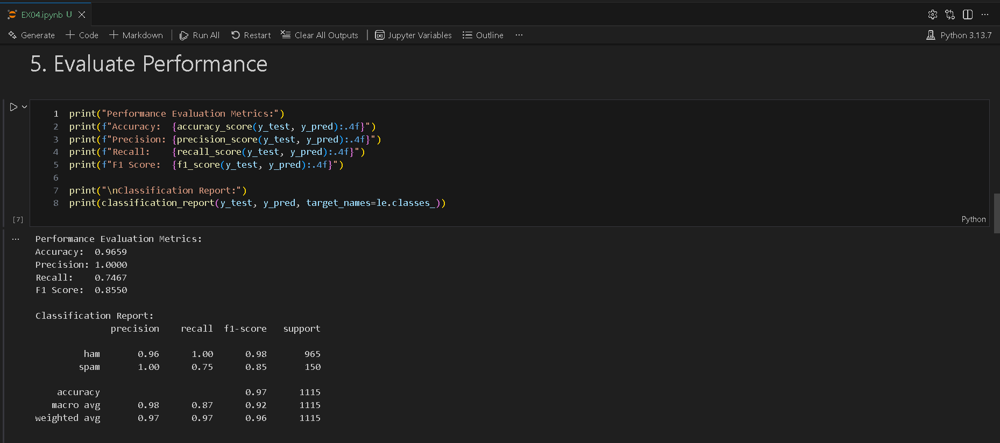 EX04.ipynb U
Generate + Code + Markdown | Run All Restart Clear All Outputs | Jupyter Variables Outline ··· Python 3.13.7
5. Evaluate Performance
1 print("Performance Evaluation Metrics:")
2 print(f"Accuracy:  {accuracy_score(y_test, y_pred):.4f}")
3 print(f"Precision: {precision_score(y_test, y_pred):.4f}")
4 print(f"Recall:    {recall_score(y_test, y_pred):.4f}")
5 print(f"F1 Score:  {f1_score(y_test, y_pred):.4f}")
6
7 print("\nClassification Report:")
8 print(classification_report(y_test, y_pred, target_names=le.classes_))
[7] Python
Performance Evaluation Metrics:
Accuracy:  0.9659
Precision: 1.0000
Recall:    0.7467
F1 Score:  0.8550
Classification Report:
precision    recall  f1-score   support
ham       0.96      1.00      0.98       965
spam       1.00      0.75      0.85       150
accuracy                           0.97      1115
macro avg       0.98      0.87      0.92      1115
weighted avg       0.97      0.97      0.96      1115